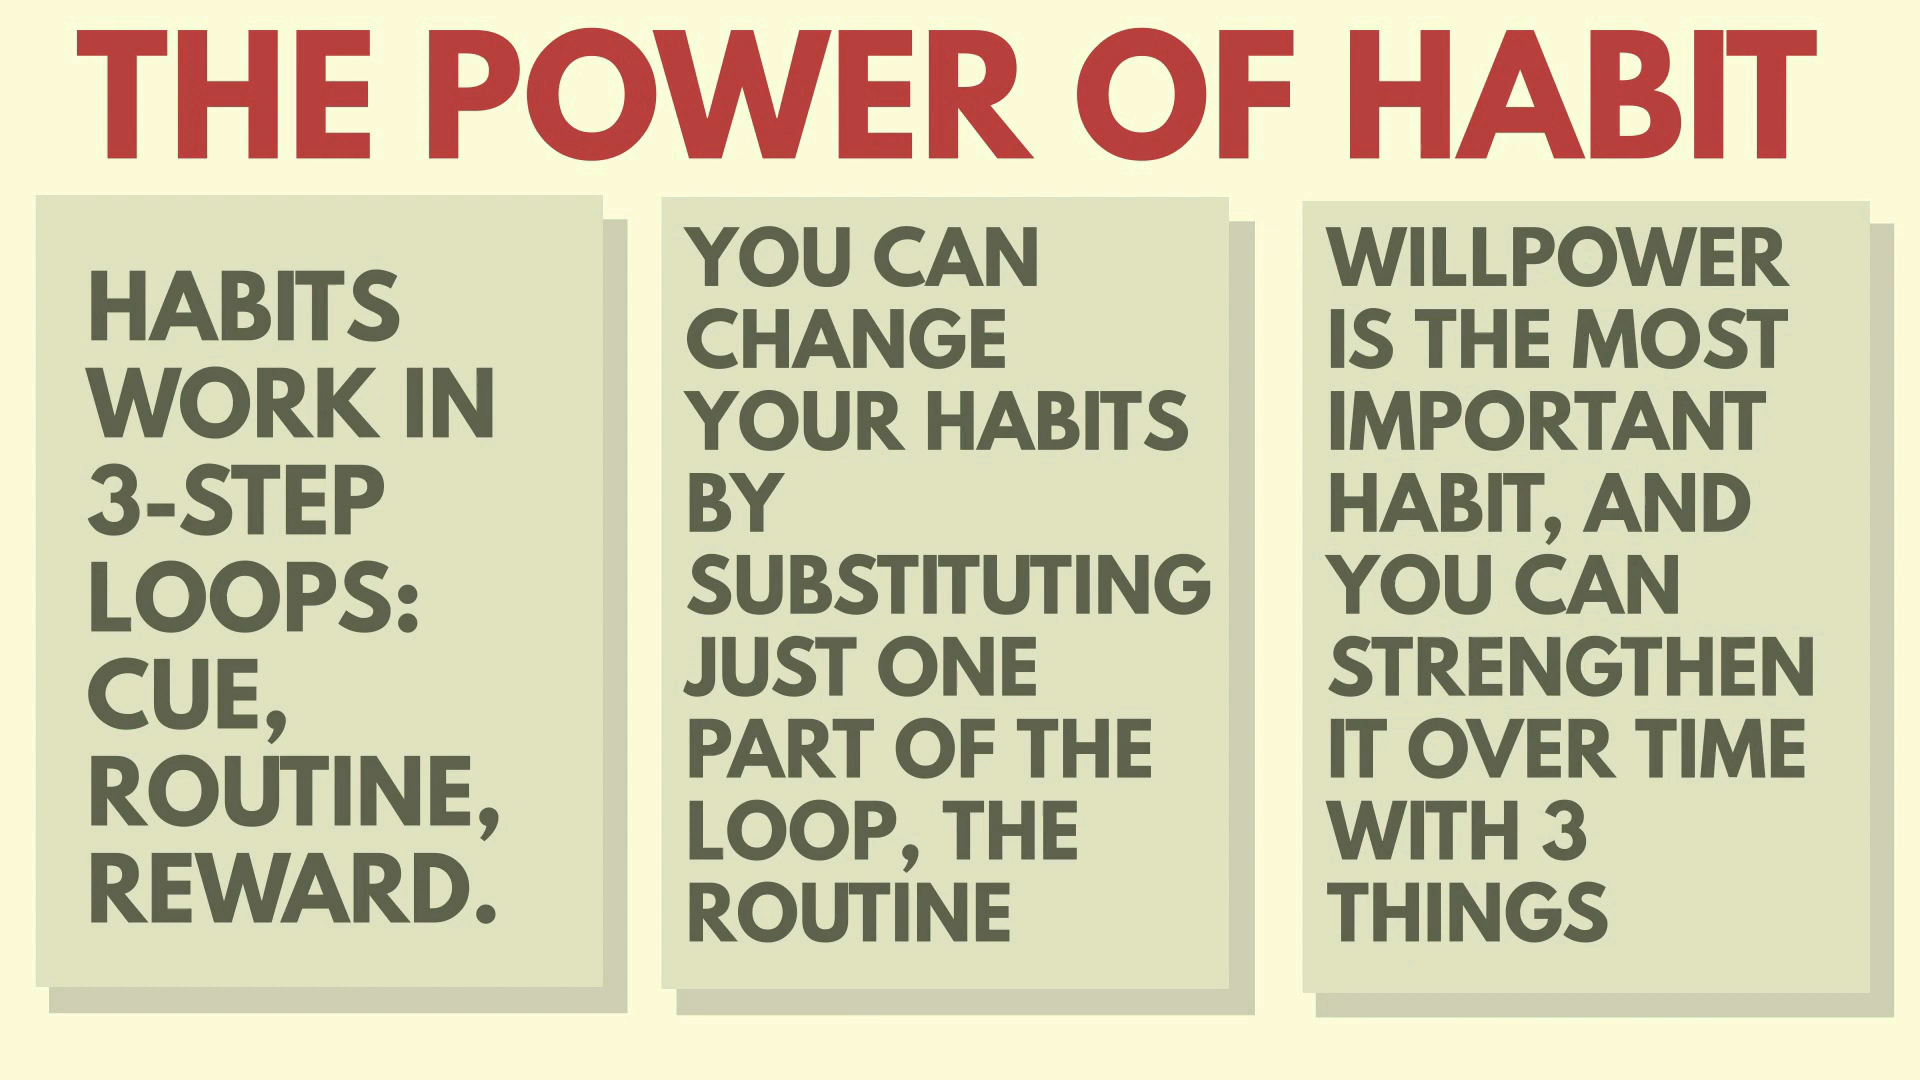 THE POWER OF HABIT
HABITS
WORK IN
3-STEP
LOOPS:
CUE,
ROUTINE,
REWARD.
YOU CAN
CHANGE
YOUR HABITS
BY
SUBSTITUTING
JUST ONE
PART OF THE
LOOP, THE
ROUTINE
WILLPOWER
IS THE MOST
IMPORTANT
HABIT, AND
YOU CAN
STRENGTHEN
IT OVER TIME
WITH 3
THINGS